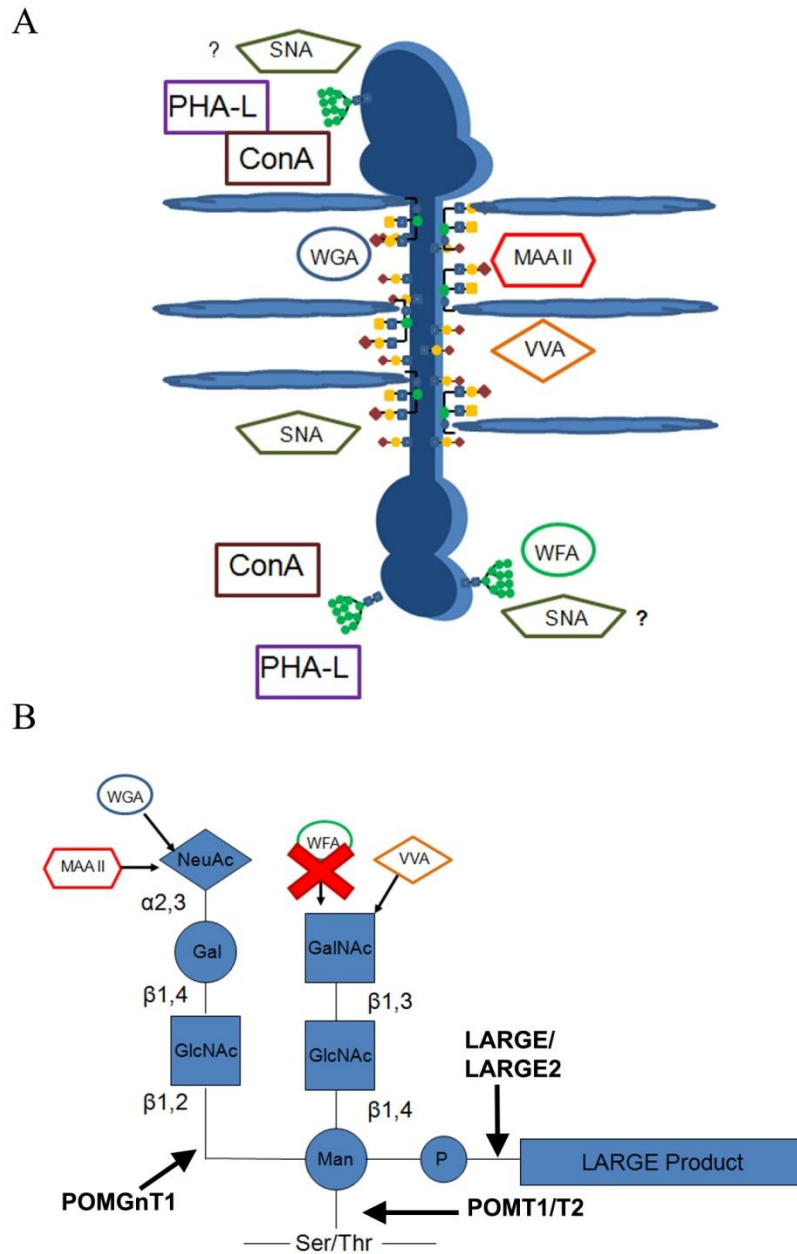 A
? SNA
PHA-L
ConA
WGA
MAA II
VVA
SNA
ConA
WFA
SNA ?
PHA-L
B
WGA
MAA II
NeuAc
WFA
VVA
α2,3
Gal
GalNAc
β1,4
β1,3
GlcNAc
GlcNAc
LARGE/
LARGE2
β1,2
β1,4
Man
P
LARGE Product
POMGnT1
POMT1/T2
Ser/Thr